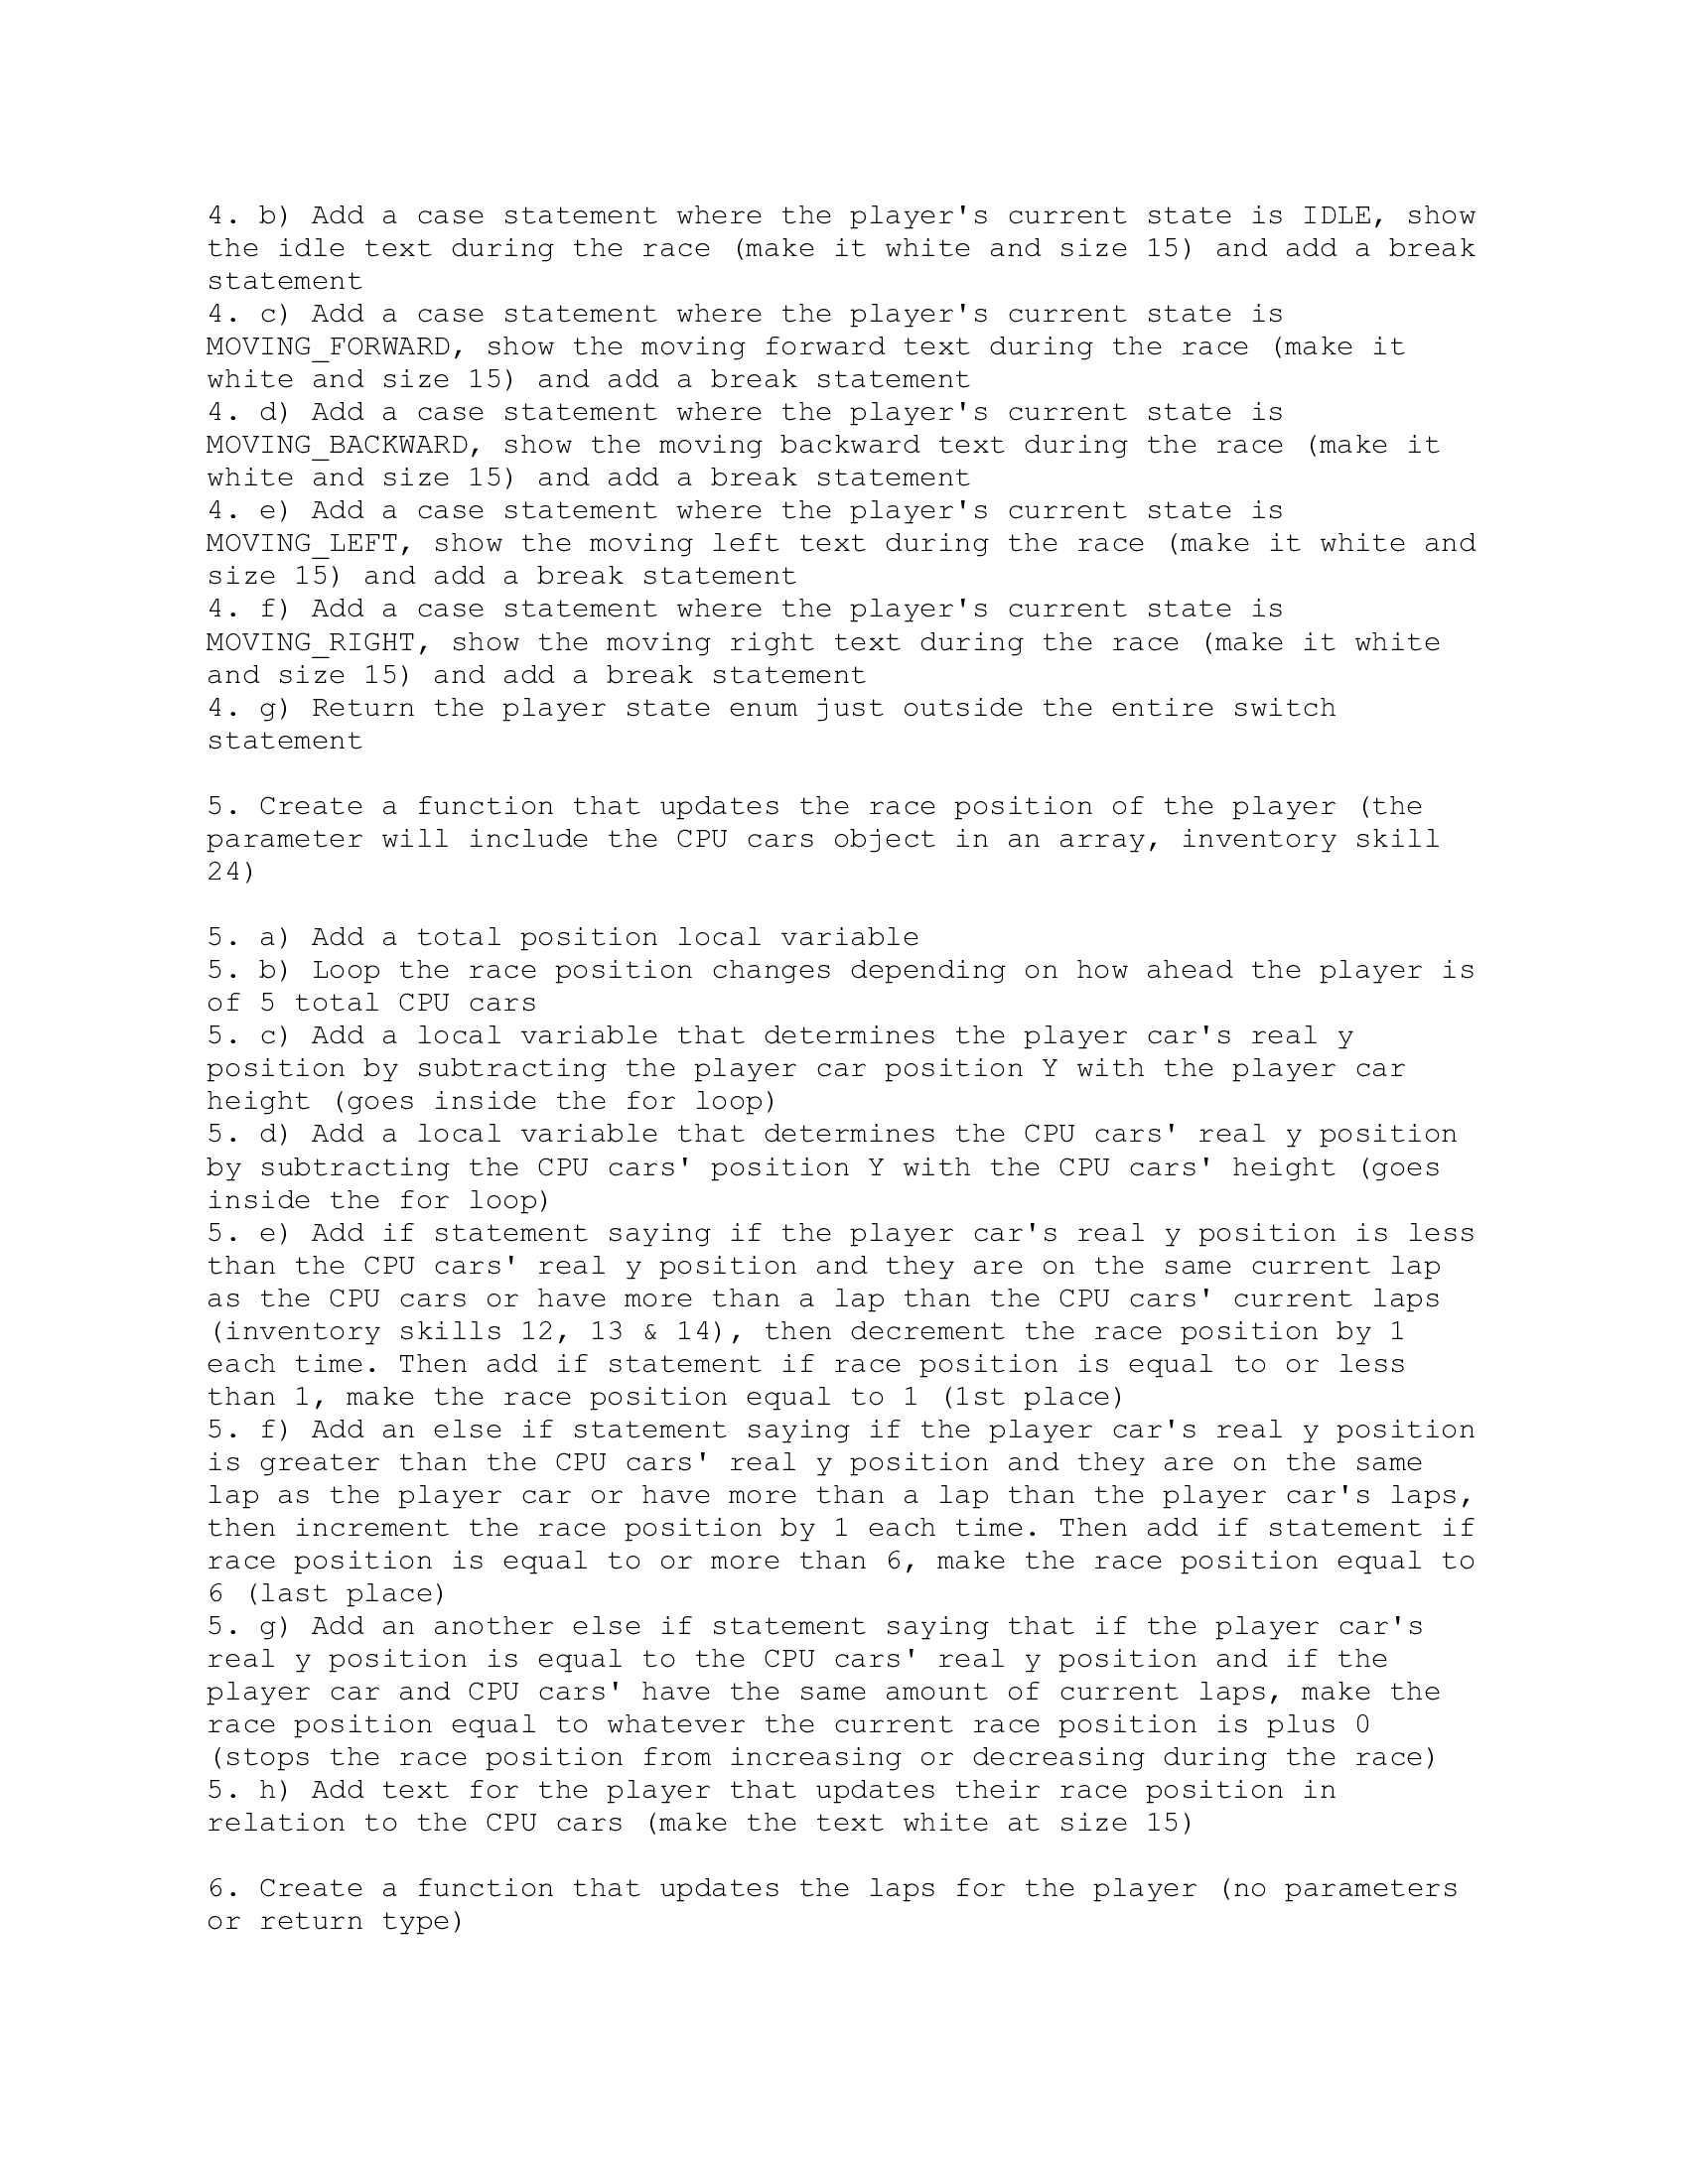 4. b) Add a case statement where the player's current state is IDLE, show
the idle text during the race (make it white and size 15) and add a break
statement
4. c) Add a case statement where the player's current state is
MOVING_FORWARD, show the moving forward text during the race (make it
white and size 15) and add a break statement
4. d) Add a case statement where the player's current state is
MOVING_BACKWARD, show the moving backward text during the race (make it
white and size 15) and add a break statement
4. e) Add a case statement where the player's current state is
MOVING_LEFT, show the moving left text during the race (make it white and
size 15) and add a break statement
4. f) Add a case statement where the player's current state is
MOVING_RIGHT, show the moving right text during the race (make it white
and size 15) and add a break statement
4. g) Return the player state enum just outside the entire switch
statement
5. Create a function that updates the race position of the player (the
parameter will include the CPU cars object in an array, inventory skill
24)
5. a) Add a total position local variable
5. b) Loop the race position changes depending on how ahead the player is
of 5 total CPU cars
5. c) Add a local variable that determines the player car's real y
position by subtracting the player car position Y with the player car
height (goes inside the for loop)
5. d) Add a local variable that determines the CPU cars' real y position
by subtracting the CPU cars' position Y with the CPU cars' height (goes
inside the for loop)
5. e) Add if statement saying if the player car's real y position is less
than the CPU cars' real y position and they are on the same current lap
as the CPU cars or have more than a lap than the CPU cars' current laps
(inventory skills 12, 13 & 14), then decrement the race position by 1
each time. Then add if statement if race position is equal to or less
than 1, make the race position equal to 1 (1st place)
5. f) Add an else if statement saying if the player car's real y position
is greater than the CPU cars' real y position and they are on the same
lap as the player car or have more than a lap than the player car's laps,
then increment the race position by 1 each time. Then add if statement if
race position is equal to or more than 6, make the race position equal to
6 (last place)
5. g) Add an another else if statement saying that if the player car's
real y position is equal to the CPU cars' real y position and if the
player car and CPU cars' have the same amount of current laps, make the
race position equal to whatever the current race position is plus 0
(stops the race position from increasing or decreasing during the race)
5. h) Add text for the player that updates their race position in
relation to the CPU cars (make the text white at size 15)
6. Create a function that updates the laps for the player (no parameters
or return type)